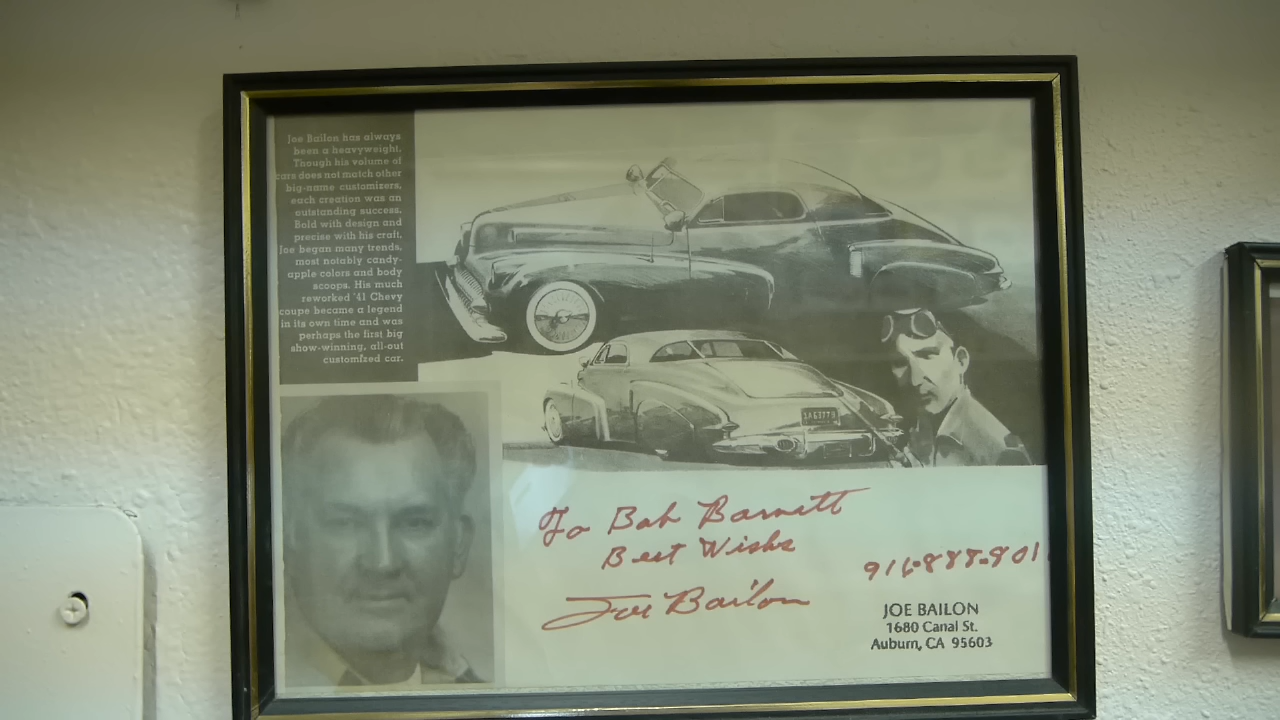 Joe Bailon has always
been a heavyweight.
Though his volume of
cars does not match other
big-name customizers,
each creation was an
outstanding success.
Bold with design and
precise with his craft,
Joe began many trends,
most notably candy-
apple colors and body
scoops. His much
reworked '41 Chevy
coupe became a legend
in its own time and was
perhaps the first big
show-winning, all-out
customized car.
To Bob Barnett
Best Wishs
Joe Bailon
JOE BAILON
1680 Canal St.
Auburn, CA 95603